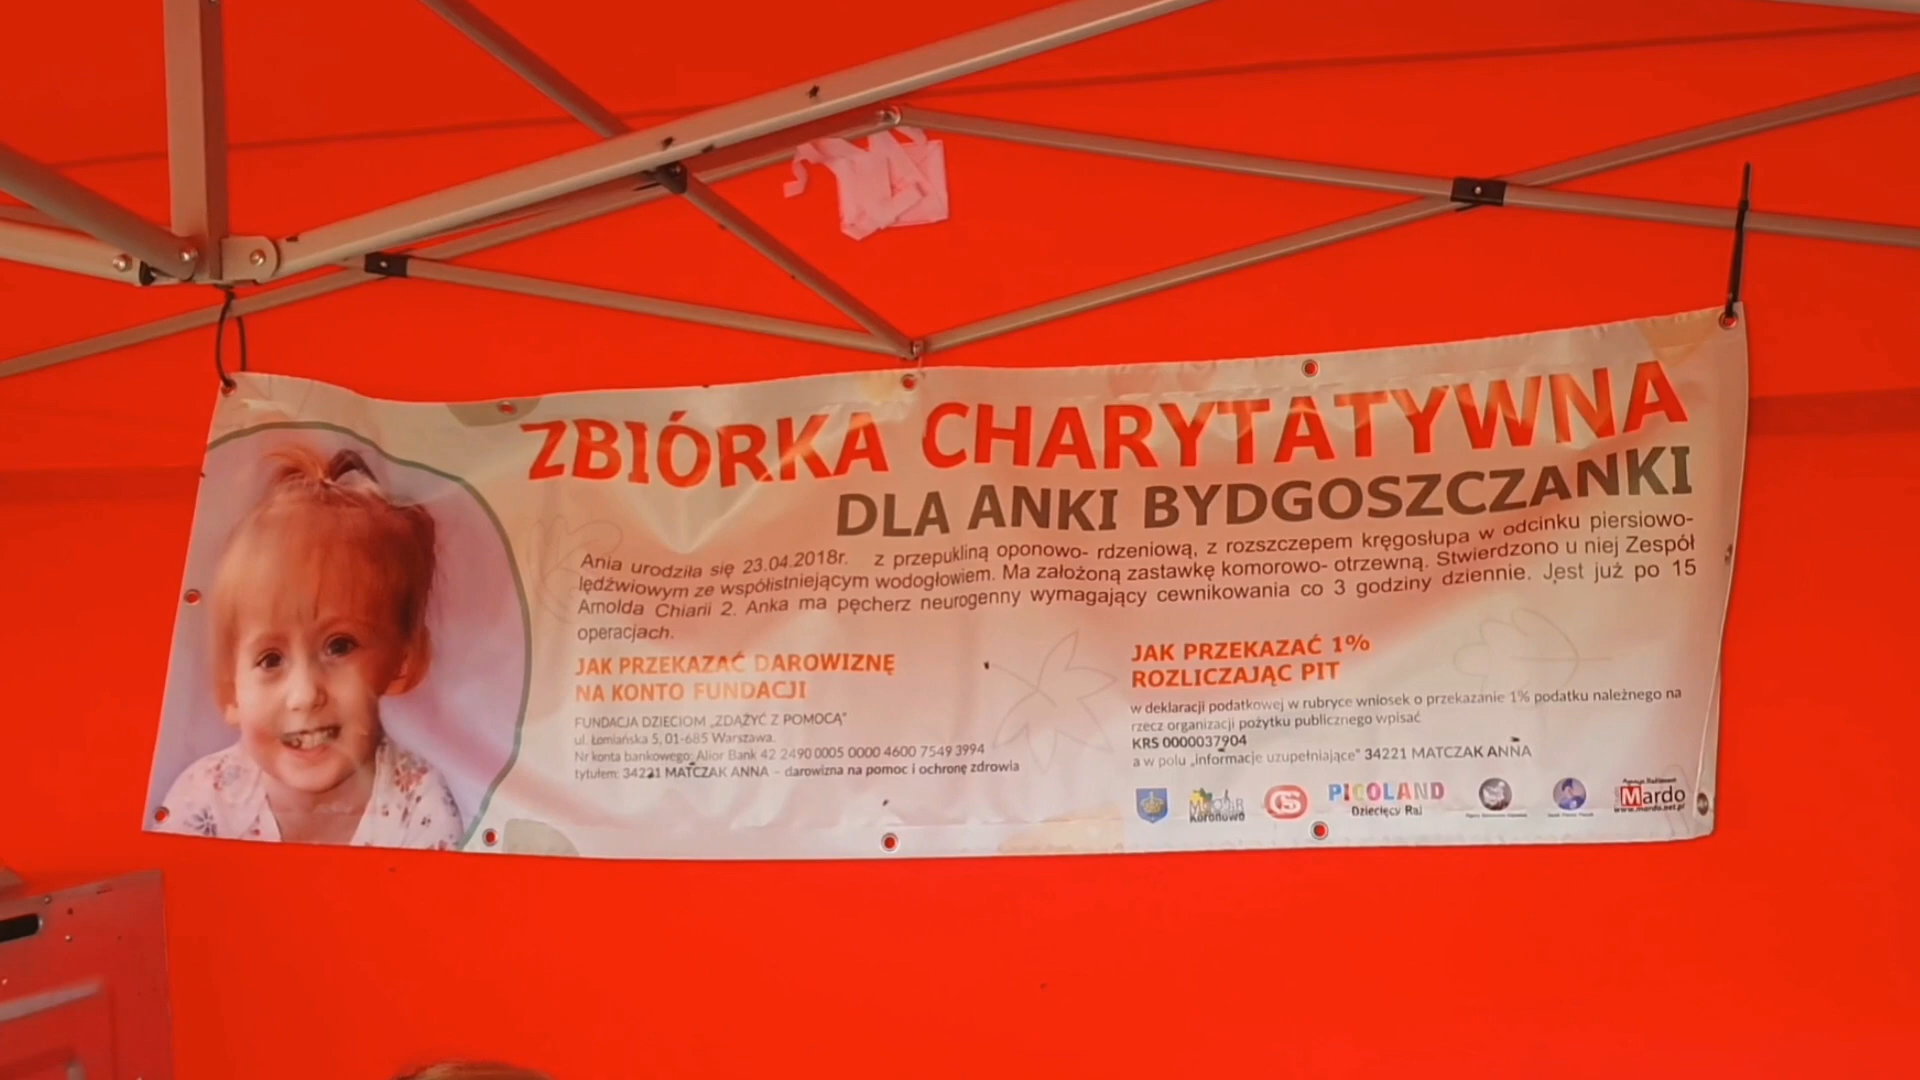 ZBIÓRKA CHARYTATYWNA
DLA ANKI BYDGOSZCZANKI
Ania urodziła się 23.04.2018r. z przepukliną oponowo- rdzeniową, z rozszczepem kręgosłupa w odcinku piersiowo-
lędźwiowym ze współistniejącym wodogłowiem. Ma założoną zastawkę komorowo- otrzewną. Stwierdzono u niej Zespół
Arnolda Chiarii 2. Anka ma pęcherz neurogenny wymagający cewnikowania co 3 godziny dziennie. Jest już po 15
operacjach.
JAK PRZEKAZAĆ DAROWIZNĘ
NA KONTO FUNDACJI
FUNDACJA DZIECIOM „ZDĄŻYĆ Z POMOCĄ"
ul. Łomiańska 5, 01-685 Warszawa.
Nr konta bankowego: Alior Bank 42 2490 0005 0000 4600 7549 3994
tytułem: 34221 MATCZAK ANNA – darowizna na pomoc i ochronę zdrowia
JAK PRZEKAZAĆ 1%
ROZLICZAJĄC PIT
w deklaracji podatkowej w rubryce wniosek o przekazanie 1% podatku należnego na
rzecz organizacji pożytku publicznego wpisać
KRS 0000037904
a w polu „informacje uzupełniające" 34221 MATCZAK ANNA
Koronowo
PICOLAND
Dziecięcy Raj
Mardo
www.mardo.net.pl